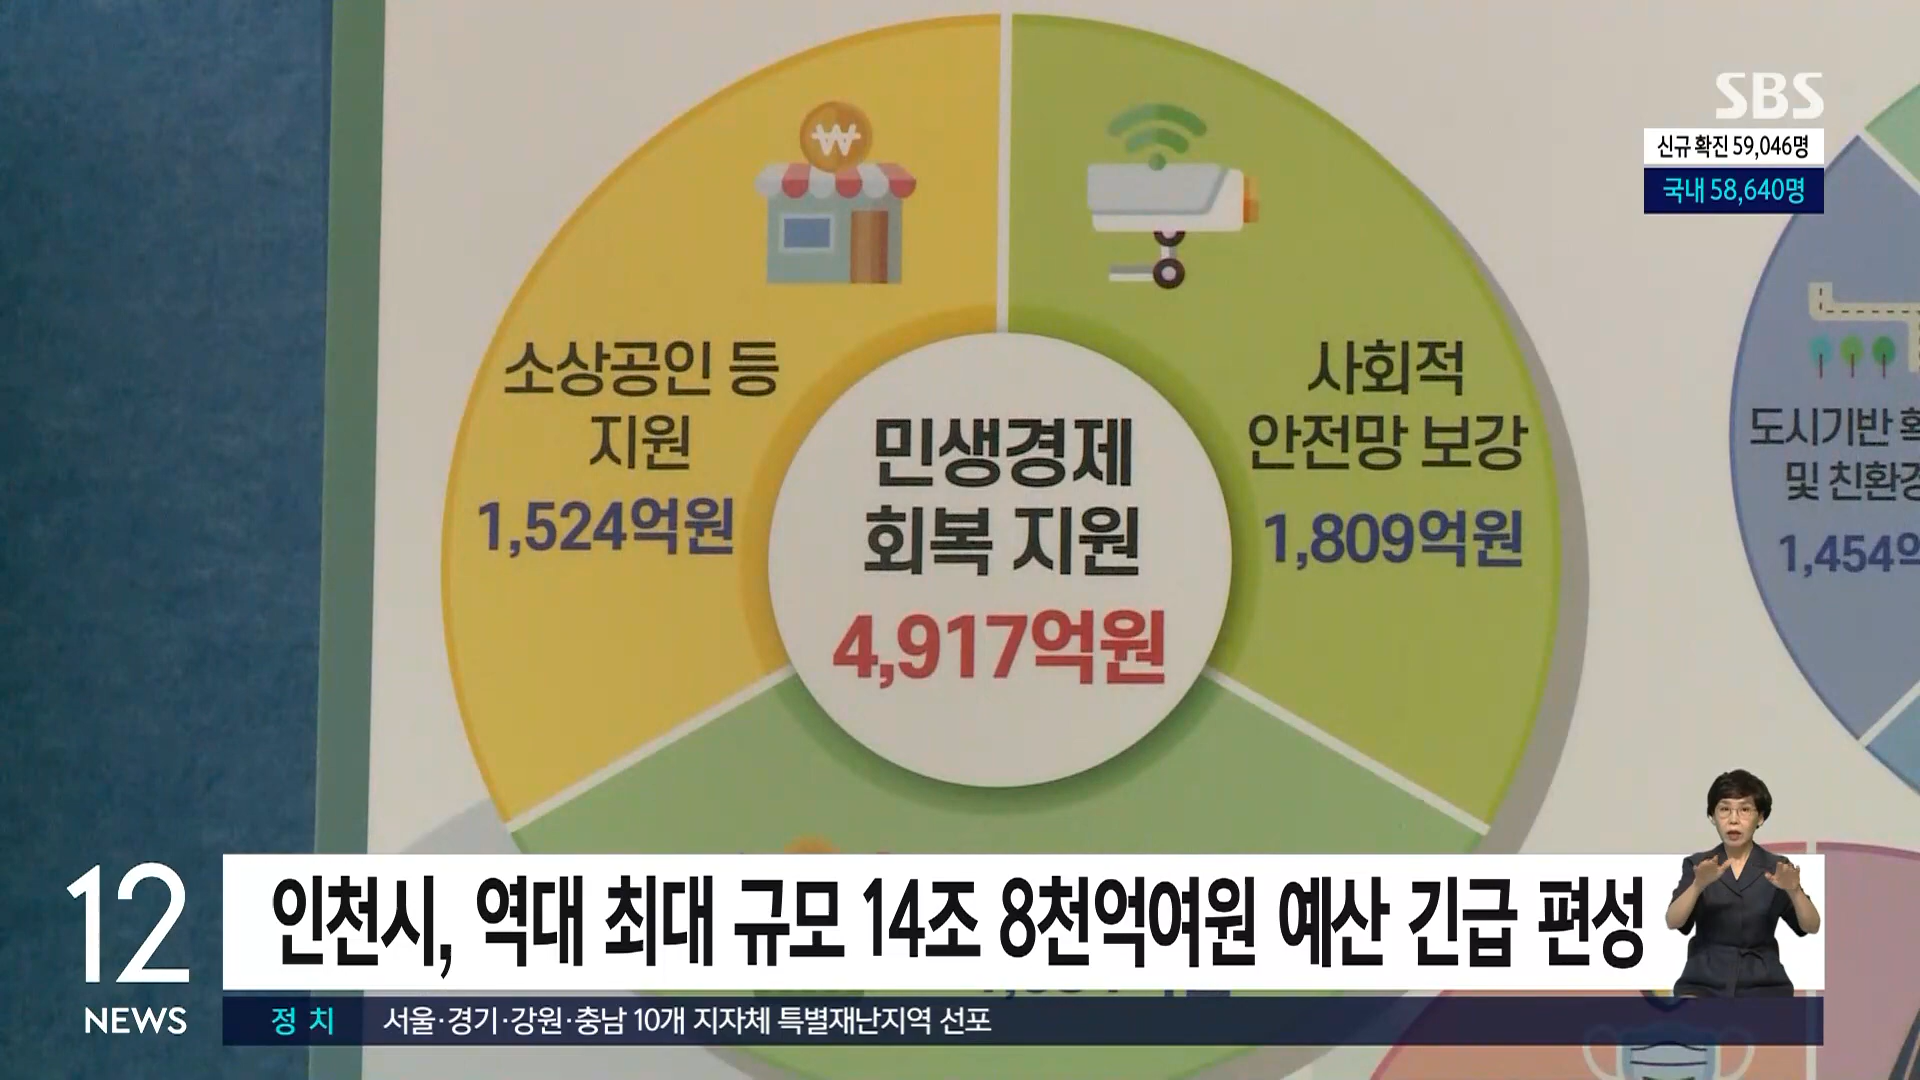 SBS
신규 확진 59,046명
국내 58,640명
₩
소상공인 등
지원
1,524억원
민생경제
회복 지원
4,917억원
사회적
안전망 보강
1,809억원
도시기반
및
1,454
12
NEWS
인천시, 역대 최대 규모 14조 8천억여원 예산 긴급 편성
정치 서울·경기·강원·충남 10개 지자체 특별재난지역 선포